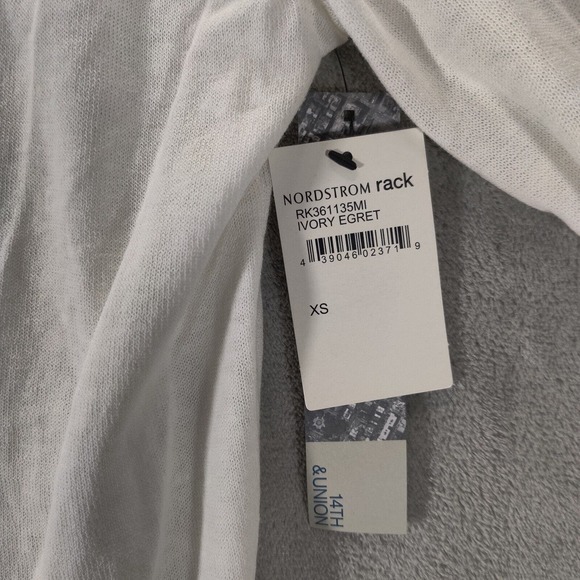 NORDSTROM rack
RK361135MI
IVORY EGRET
4 39046 02371 9
XS
14TH
&UNION